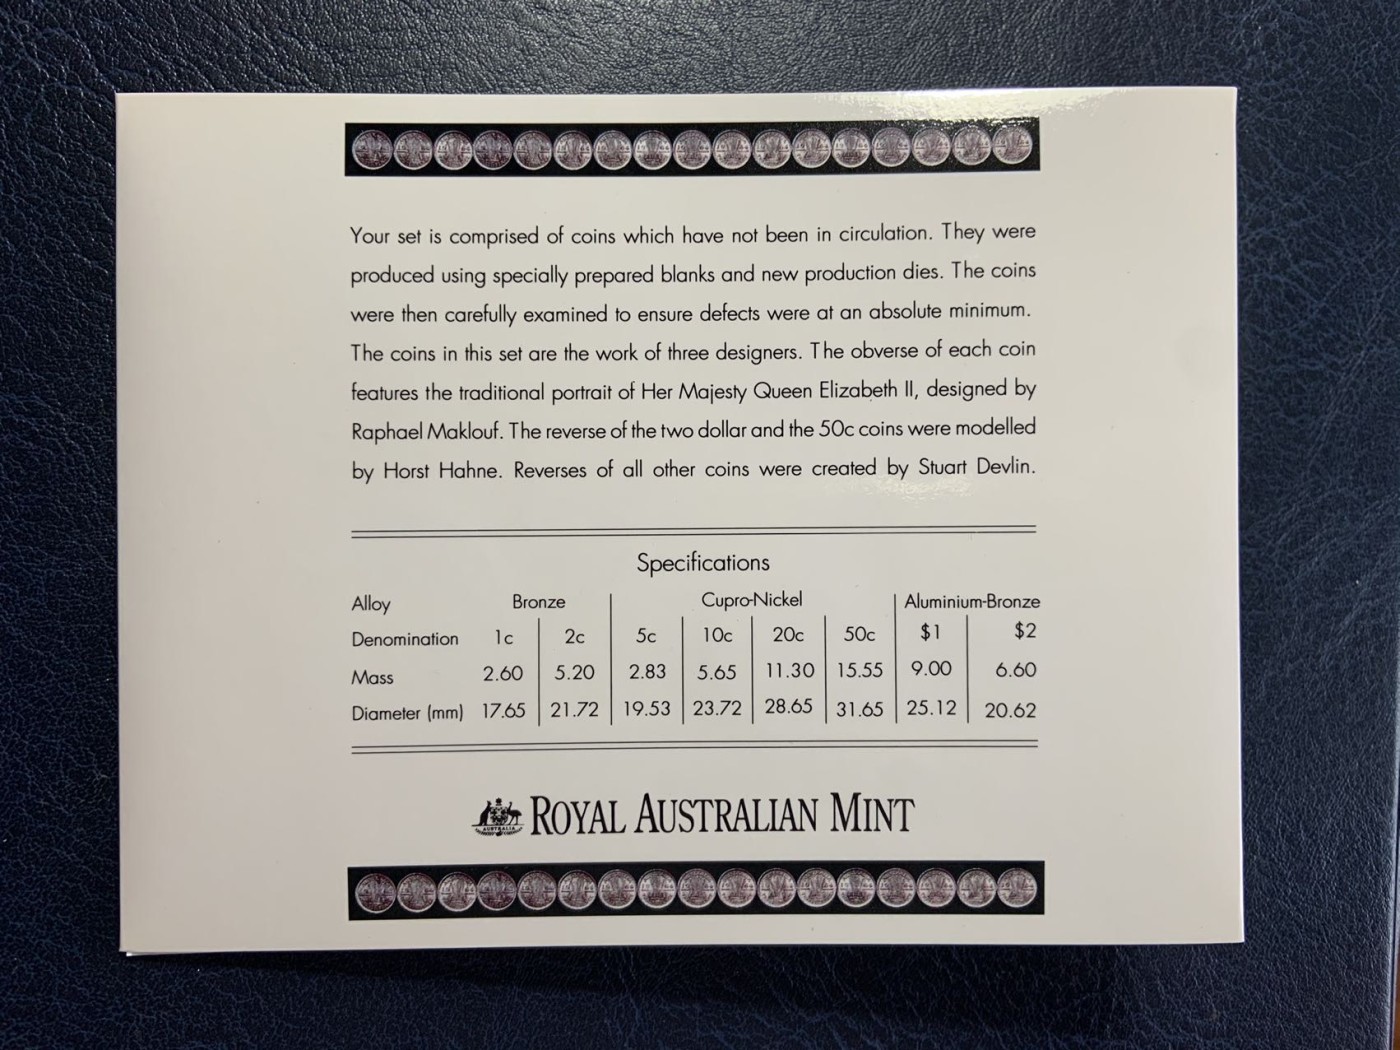 Your set is comprised of coins which have not been in circulation. They were
produced using specially prepared blanks and new production dies. The coins
were then carefully examined to ensure defects were at an absolute minimum.
The coins in this set are the work of three designers. The obverse of each coin
features the traditional portrait of Her Majesty Queen Elizabeth II, designed by
Raphael Maklouf. The reverse of the two dollar and the 50c coins were modelled
by Horst Hahne. Reverses of all other coins were created by Stuart Devlin.
Specifications
Alloy Bronze Cupro-Nickel Aluminium-Bronze
Denomination 1c 2c 5c 10c 20c 50c $1 $2
Mass 2.60 5.20 2.83 5.65 11.30 15.55 9.00 6.60
Diameter (mm) 17.65 21.72 19.53 23.72 28.65 31.65 25.12 20.62
AUSTRALIA
ROYAL AUSTRALIAN MINT